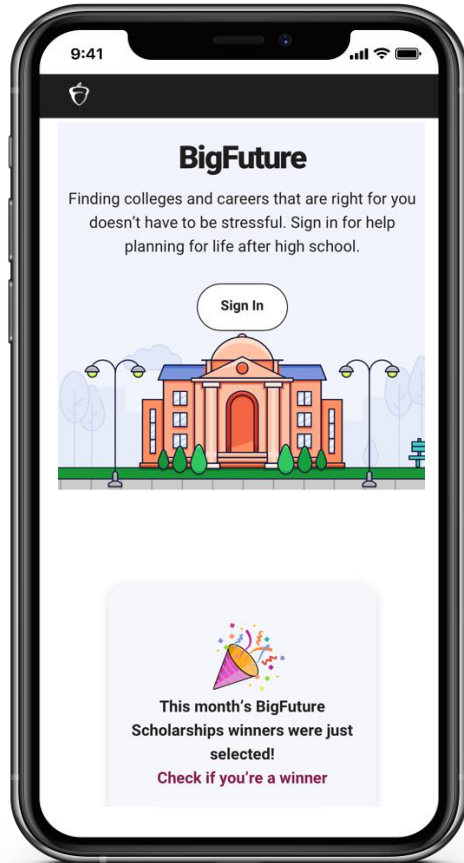 9:41
BigFuture
Finding colleges and careers that are right for you
doesn’t have to be stressful. Sign in for help
planning for life after high school.
Sign In
This month’s BigFuture
Scholarships winners were just
selected!
Check if you’re a winner